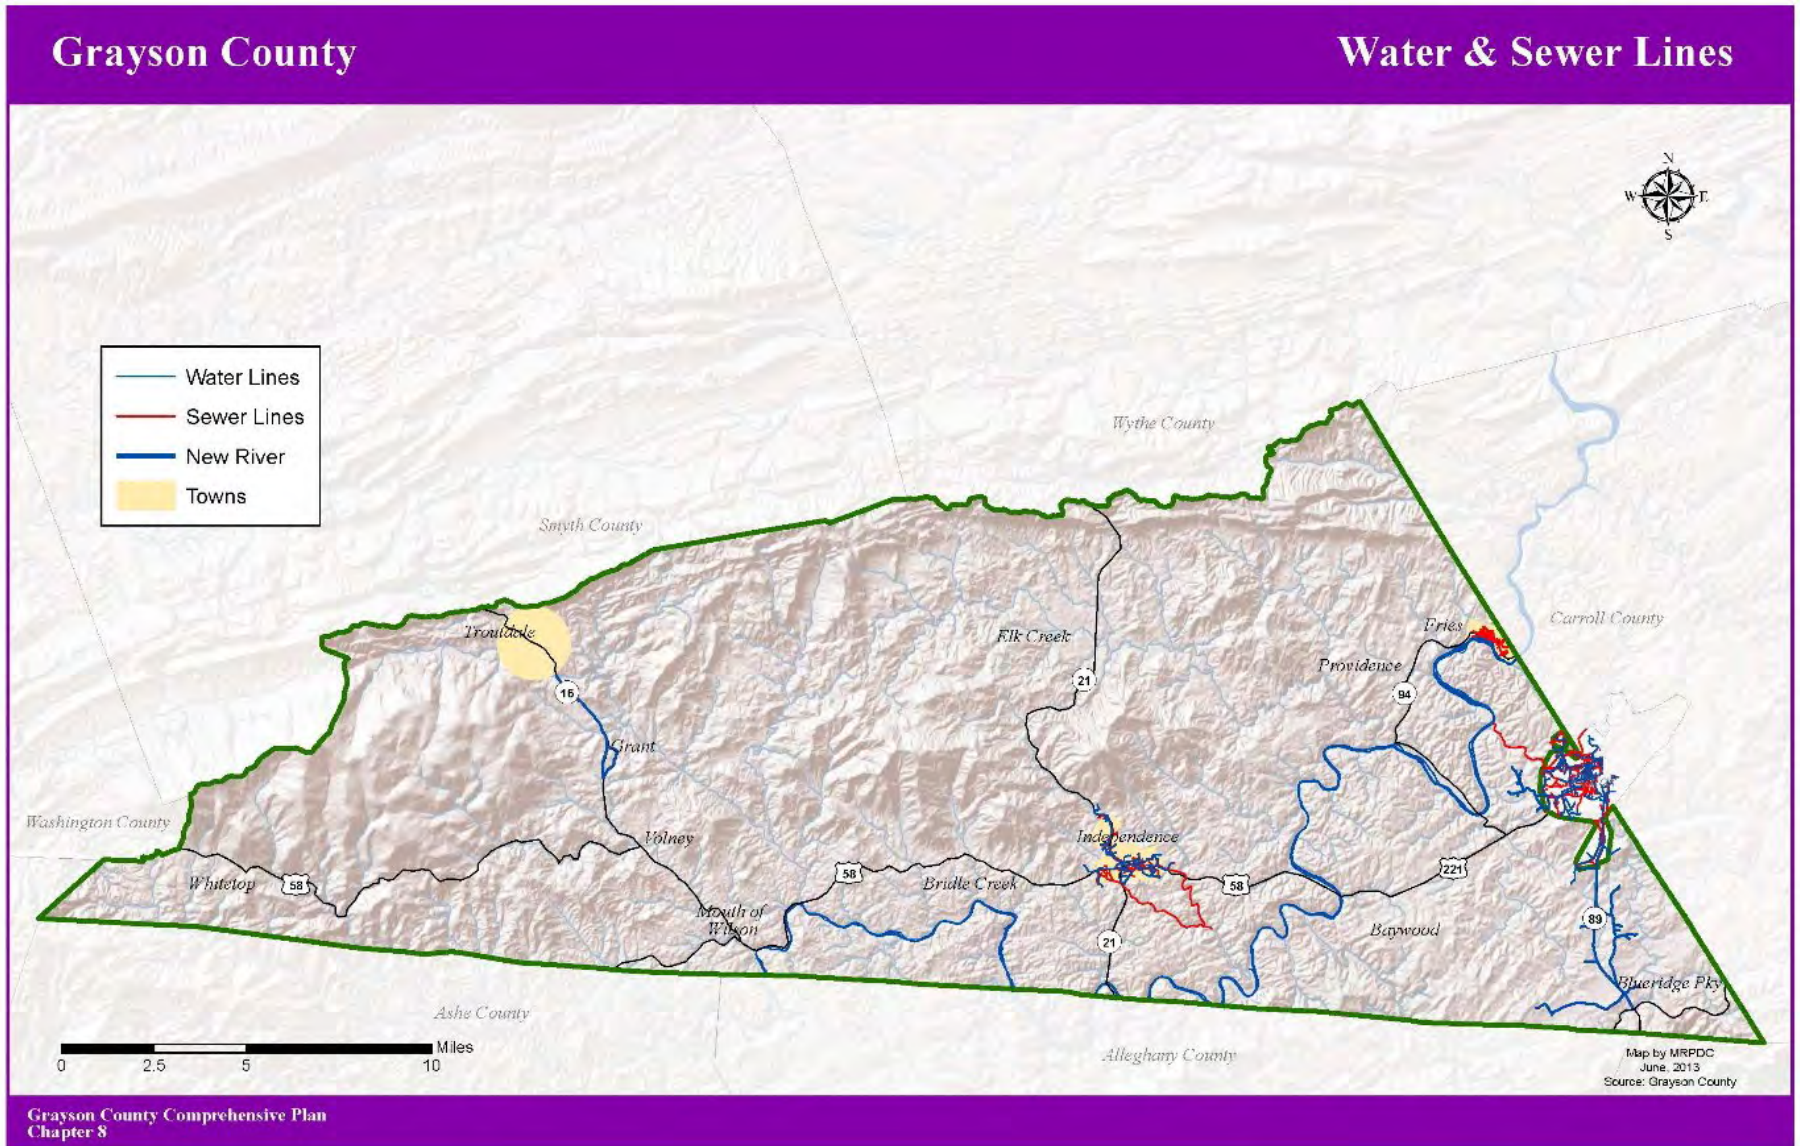 Grayson County
Water & Sewer Lines
N
W E
S
Water Lines
Sewer Lines
New River
Towns
Wythe County
Smyth County
Carroll County
Washington County
Ashe County
Alleghany County
Troutdale
16
Grant
Volney
Whitetop
58
Mouth of
Wilson
58
Bridle Creek
Elk Creek
21
Independence
58
21
Fries
Providence
94
221
Baywood
89
Blueridge Pky
0 2.5 5 10 Miles
Map by MRPDC
June, 2013
Source: Grayson County
Grayson County Comprehensive Plan
Chapter 8